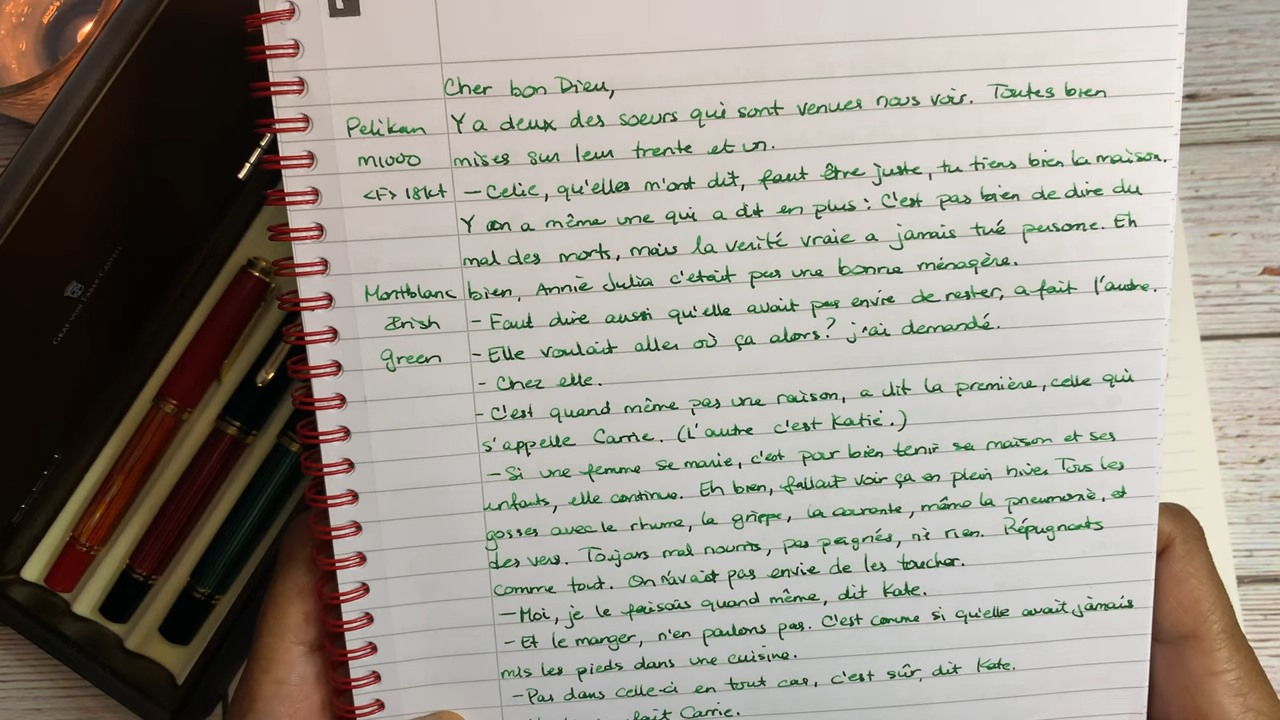 Cher bon Dieu,
Pelikan Y a deux des soeurs qui sont venues nous voir. Toutes bien
M1000 mises sur leur trente et un.
<F> 18kt — Celie, qu'elles m'ont dit, faut être juste, tu tiens bien la maison.
Y en a même une qui a dit en plus : C'est pas bien de dire du
mal des morts, mais la verité vraie a jamais tué persone. Eh
Montblanc bien, Annie Julia c'etait pas une bonne ménagère.
Irish - Faut dire aussi qu'elle avait pas envie de rester, a fait l'autre.
green - Elle voulait aller où ça alors? j'ai demandé.
- Chez elle.
- C'est quand même pas une raison, a dit la première, celle qui
s'appelle Carrie. (L'autre c'est Katie.)
- Si une femme se marie, c'est pour bien tenir sa maison et ses
enfants, elle continue. Eh bien, fallait voir ça en plein hiver. Tous les
gosses avec le rhume, la grippe, la courante, même la pneumonie, et
des vers. Toujours mal nourris, pas peignés, ni rien. Répugnants
comme tout. On n'avait pas envie de les toucher.
— Moi, je le faisais quand même, dit Kate.
- Et le manger, n'en parlons pas. C'est comme si qu'elle avait jamais
mis les pieds dans une cuisine.
- Pas dans celle-ci en tout cas, c'est sûr, dit Kate.
fait Carrie.
GRAF VON FABER-CASTELL